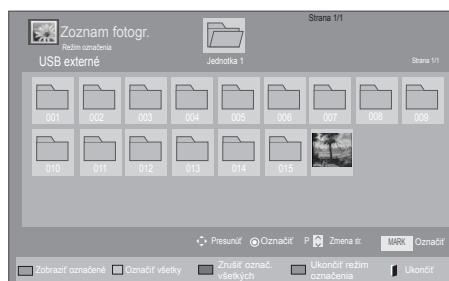 Strana 1/1
Zoznam fotogr.
Režim označenia
USB externé
Jednotka 1
Strana 1/1
001 002 003 004 005 006 007 008 009
010 011 012 013 014 015
Presunúť Označiť P Zmena str. MARK Označiť
Zobraziť označené Označiť všetky Zrušiť označ. všetkých Ukončiť režim označenia Ukončiť